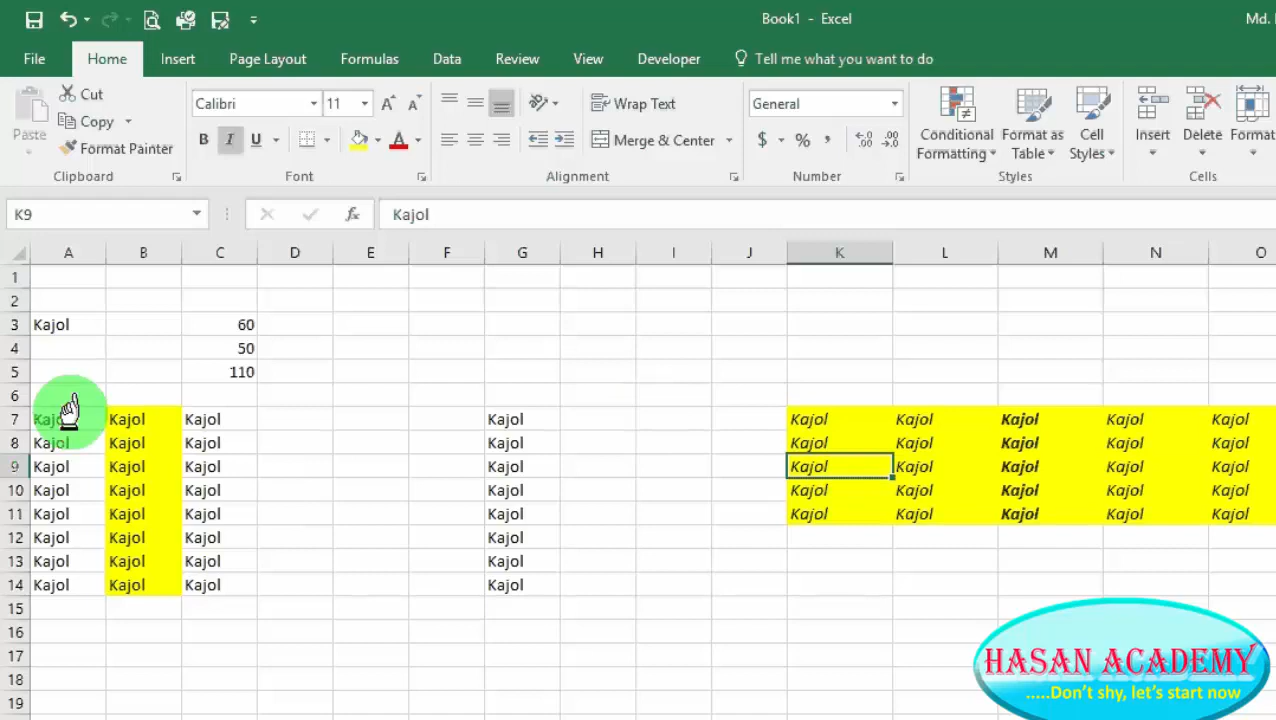 Book1 - Excel
Md.
File Home Insert Page Layout Formulas Data Review View Developer Tell me what you want to do
Paste
Cut
Copy
Format Painter
Clipboard
Calibri 11
B I U
Font
Wrap Text
Merge & Center
Alignment
General
$ % ,
Number
Conditional Formatting
Format as Table
Cell Styles
Styles
Insert
Delete
Format
Cells
K9
fx
Kajol
A B C D E F G H I J K L M N O
1
2
3 Kajol 60
4 50
5 110
6
7 Kajol Kajol Kajol Kajol Kajol Kajol Kajol Kajol Kajol
8 Kajol Kajol Kajol Kajol Kajol Kajol Kajol Kajol Kajol
9 Kajol Kajol Kajol Kajol Kajol Kajol Kajol Kajol Kajol
10 Kajol Kajol Kajol Kajol Kajol Kajol Kajol Kajol Kajol
11 Kajol Kajol Kajol Kajol Kajol Kajol Kajol Kajol Kajol
12 Kajol Kajol Kajol Kajol
13 Kajol Kajol Kajol Kajol
14 Kajol Kajol Kajol Kajol
15
16
17
18
19
HASAN ACADEMY
.....Don't shy, let's start now